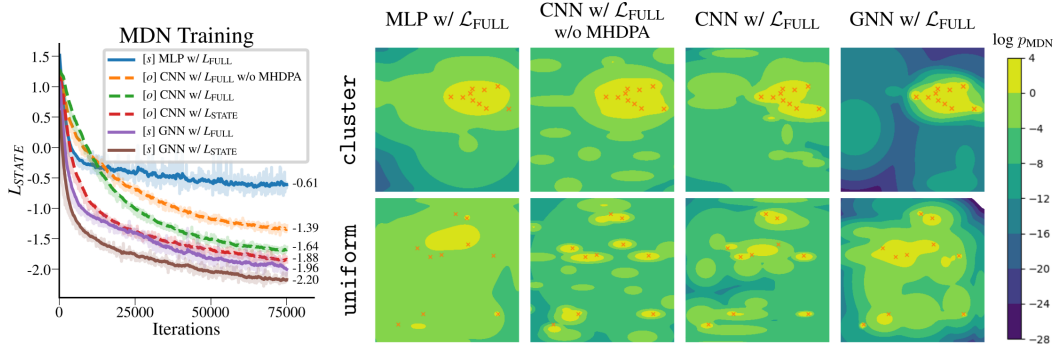 MDN Training
[s] MLP w/ L_FULL
[o] CNN w/ L_FULL w/o MHDPA
[o] CNN w/ L_FULL
[o] CNN w/ L_STATE
[s] GNN w/ L_FULL
[s] GNN w/ L_STATE
L_STATE
1.5
1.0
0.5
0.0
−0.5
−1.0
−1.5
−2.0
-0.61
-1.39
-1.64
-1.88
-1.96
-2.20
0
25000
50000
75000
Iterations
MLP w/ ℒ_FULL
CNN w/ ℒ_FULL
w/o MHDPA
CNN w/ ℒ_FULL
GNN w/ ℒ_FULL
cluster
uniform
log p_MDN
4
0
−4
−8
−12
−16
−20
−24
−28